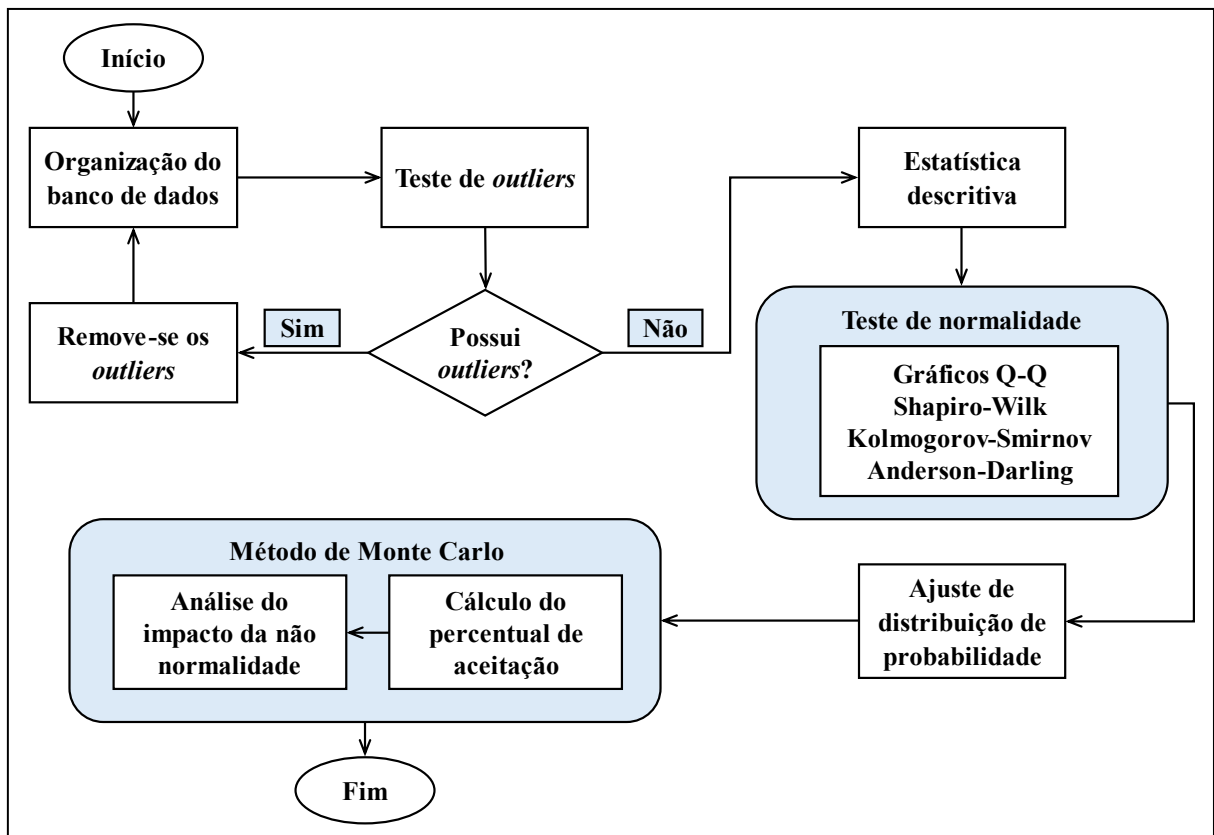 Início
Organização do
banco de dados
Teste de outliers
Estatística
descritiva
Remove-se os
outliers
Sim
Possui
outliers?
Não
Teste de normalidade
Gráficos Q-Q
Shapiro-Wilk
Kolmogorov-Smirnov
Anderson-Darling
Ajuste de
distribuição de
probabilidade
Método de Monte Carlo
Cálculo do
percentual de
aceitação
Análise do
impacto da não
normalidade
Fim